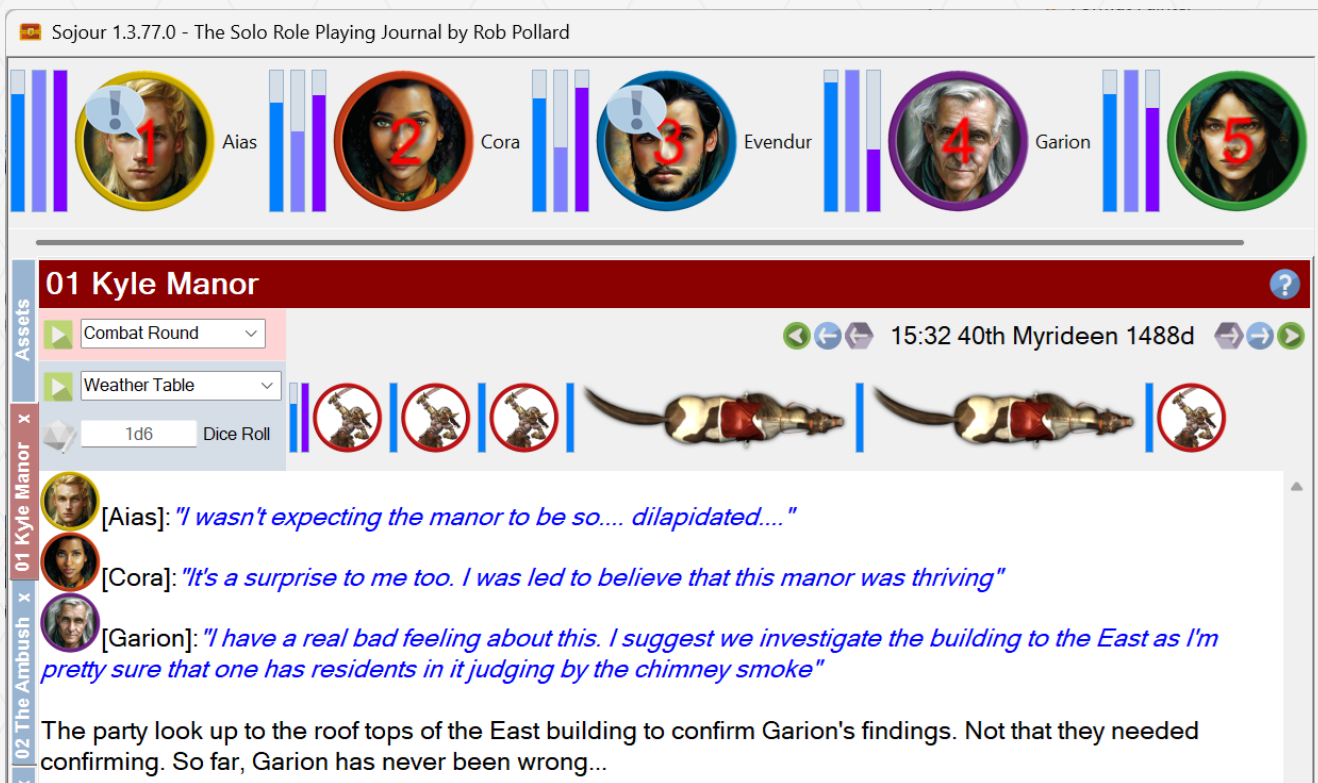 Sojour 1.3.77.0 - The Solo Role Playing Journal by Rob Pollard
1
Aias
2
Cora
3
Evendur
4
Garion
5
Assets
01 Kyle Manor
?
Combat Round
15:32 40th Myrideen 1488d
Weather Table
1d6
Dice Roll
01 Kyle Manor x
02 The Ambush x
[Aias]: "I wasn't expecting the manor to be so.... dilapidated...."
[Cora]: "It's a surprise to me too. I was led to believe that this manor was thriving"
[Garion]: "I have a real bad feeling about this. I suggest we investigate the building to the East as I'm
pretty sure that one has residents in it judging by the chimney smoke"
The party look up to the roof tops of the East building to confirm Garion's findings. Not that they needed
confirming. So far, Garion has never been wrong...